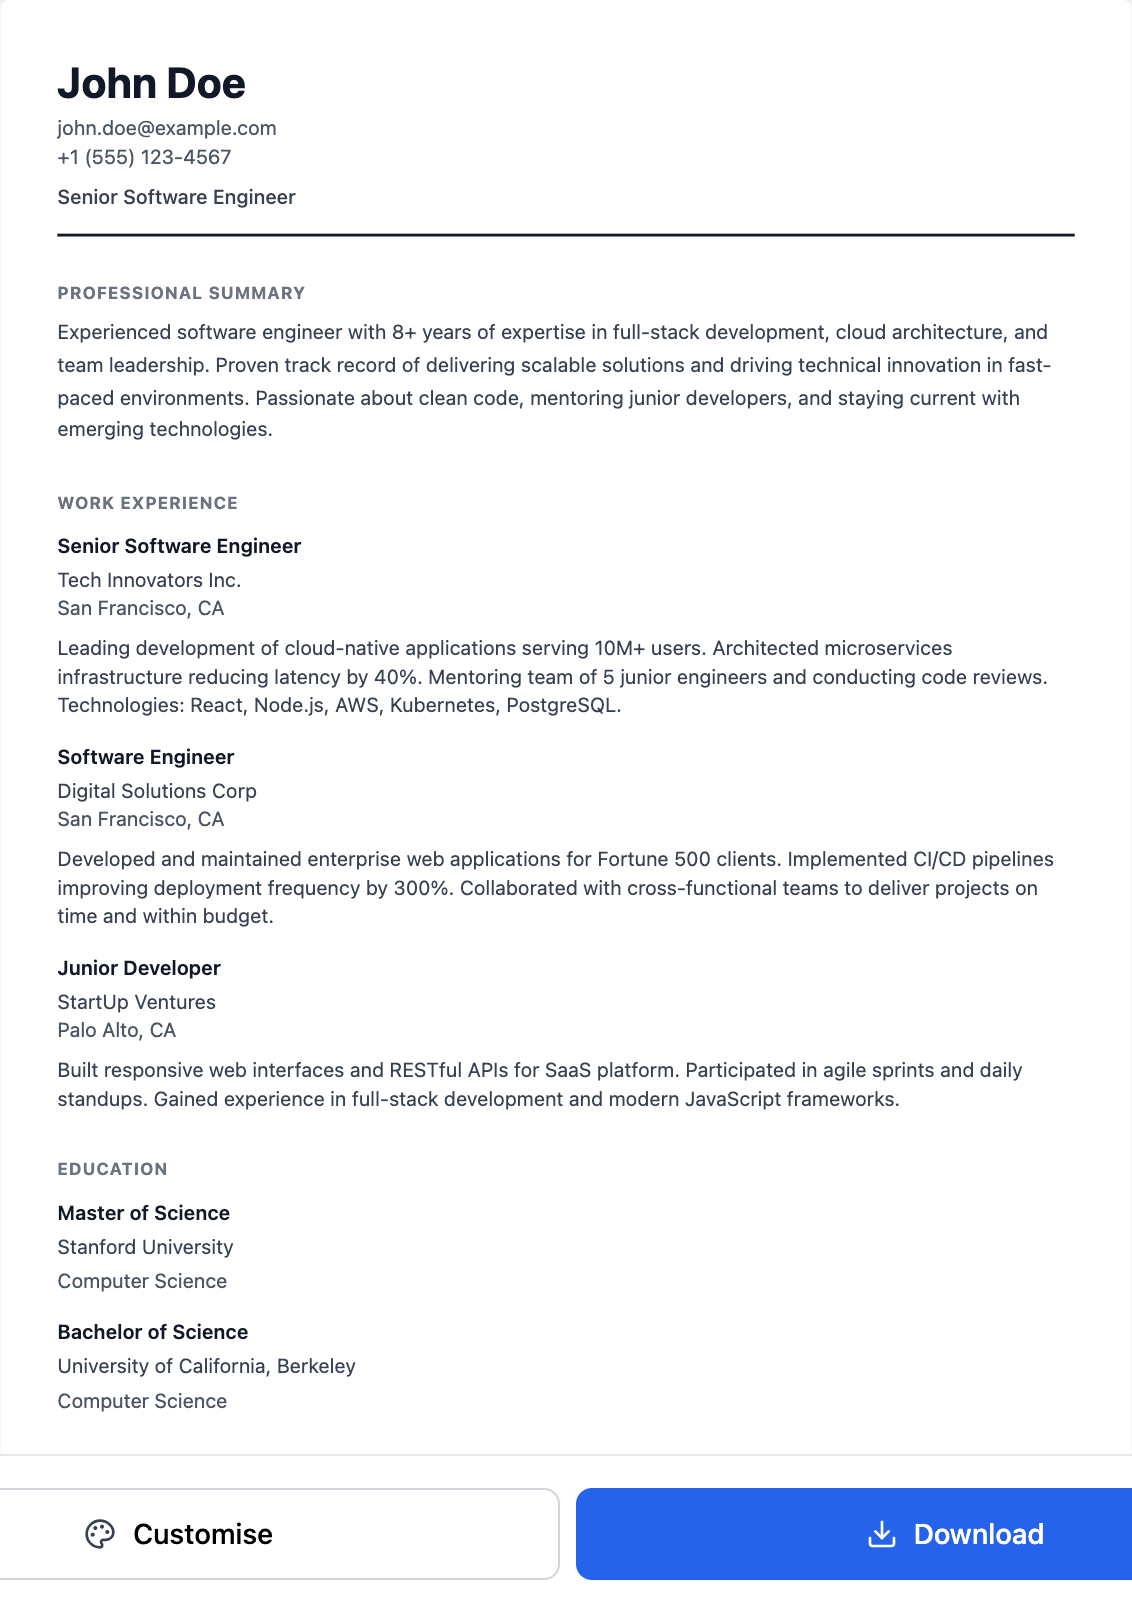 John Doe
john.doe@example.com
+1 (555) 123-4567
Senior Software Engineer
PROFESSIONAL SUMMARY
Experienced software engineer with 8+ years of expertise in full-stack development, cloud architecture, and
team leadership. Proven track record of delivering scalable solutions and driving technical innovation in fast-
paced environments. Passionate about clean code, mentoring junior developers, and staying current with
emerging technologies.
WORK EXPERIENCE
Senior Software Engineer
Tech Innovators Inc.
San Francisco, CA
Leading development of cloud-native applications serving 10M+ users. Architected microservices
infrastructure reducing latency by 40%. Mentoring team of 5 junior engineers and conducting code reviews.
Technologies: React, Node.js, AWS, Kubernetes, PostgreSQL.
Software Engineer
Digital Solutions Corp
San Francisco, CA
Developed and maintained enterprise web applications for Fortune 500 clients. Implemented CI/CD pipelines
improving deployment frequency by 300%. Collaborated with cross-functional teams to deliver projects on
time and within budget.
Junior Developer
StartUp Ventures
Palo Alto, CA
Built responsive web interfaces and RESTful APIs for SaaS platform. Participated in agile sprints and daily
standups. Gained experience in full-stack development and modern JavaScript frameworks.
EDUCATION
Master of Science
Stanford University
Computer Science
Bachelor of Science
University of California, Berkeley
Computer Science
Customise
Download